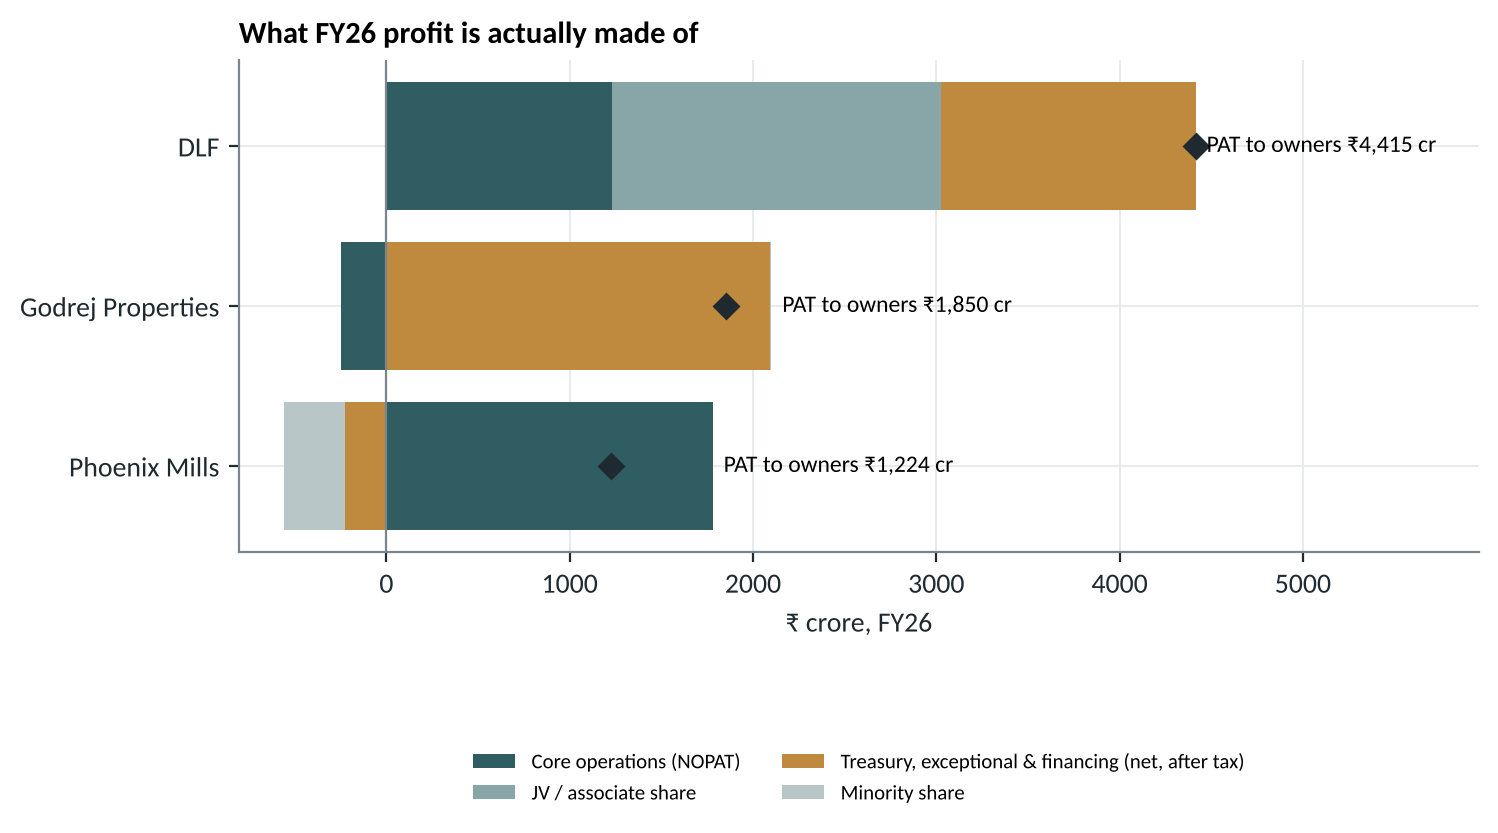 What FY26 profit is actually made of
DLF
PAT to owners ₹4,415 cr
Godrej Properties
PAT to owners ₹1,850 cr
Phoenix Mills
PAT to owners ₹1,224 cr
0 1000 2000 3000 4000 5000
₹ crore, FY26
Core operations (NOPAT)
Treasury, exceptional & financing (net, after tax)
JV / associate share
Minority share